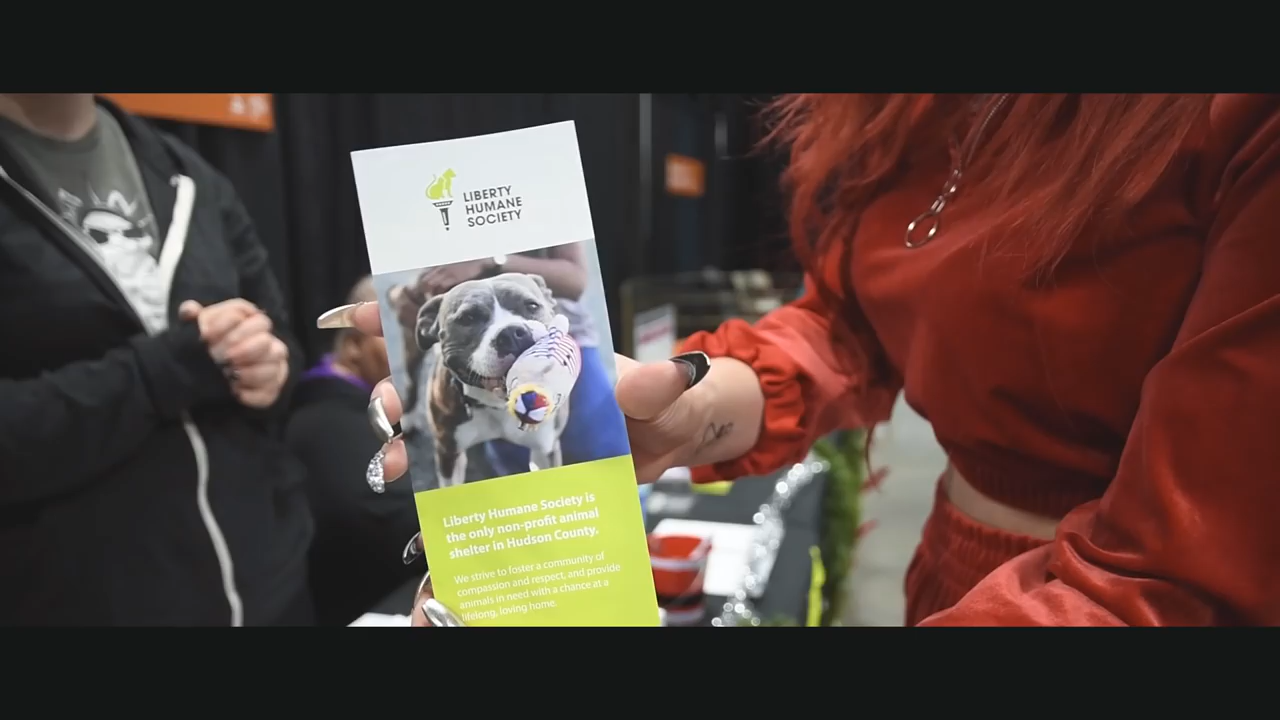 LIBERTY
HUMANE
SOCIETY
Liberty Humane Society is
the only non-profit animal
shelter in Hudson County.
We strive to foster a community of
compassion and respect, and provide
animals in need with a chance at a
lifelong, loving home.